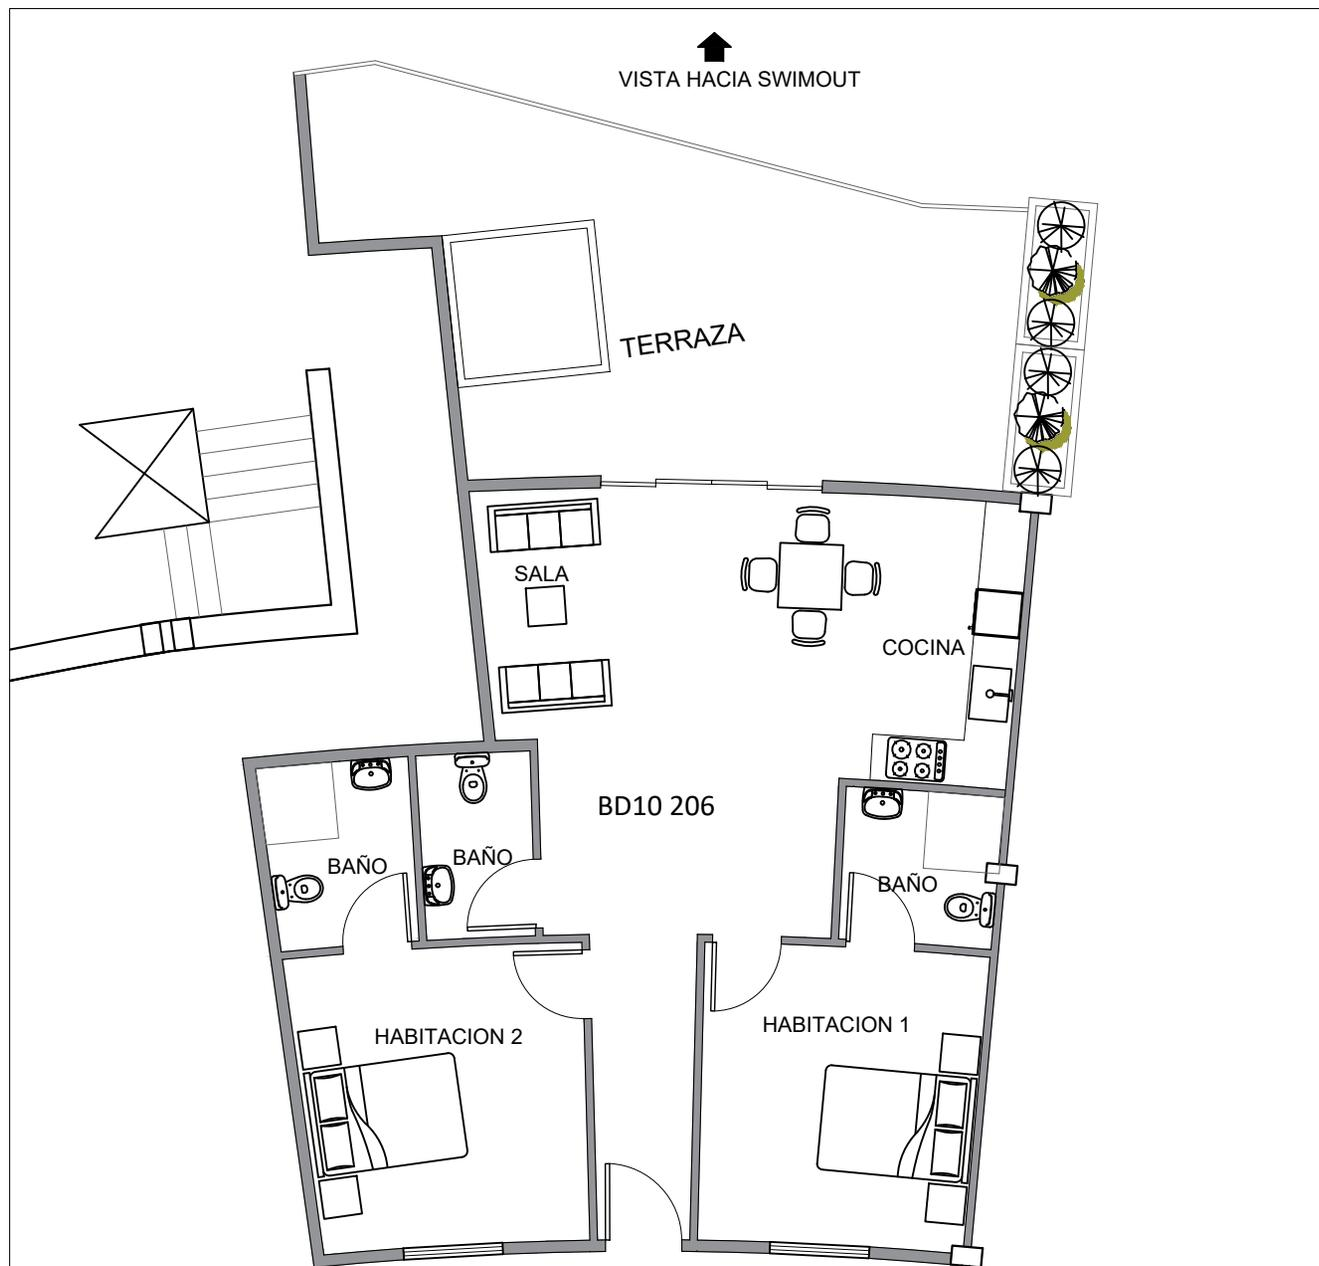 VISTA HACIA SWIMOUT
TERRAZA
SALA
COCINA
BD10 206
BAÑO
BAÑO
BAÑO
HABITACION 1
HABITACION 2